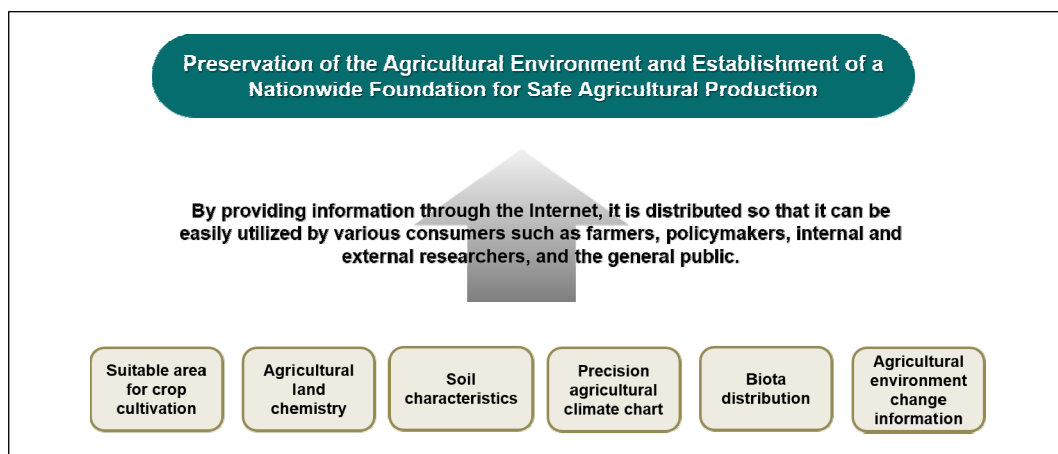 Preservation of the Agricultural Environment and Establishment of a
Nationwide Foundation for Safe Agricultural Production
By providing information through the Internet, it is distributed so that it can be
easily utilized by various consumers such as farmers, policymakers, internal and
external researchers, and the general public.
Suitable area
for crop
cultivation
Agricultural
land
chemistry
Soil
characteristics
Precision
agricultural
climate chart
Biota
distribution
Agricultural
environment
change
information